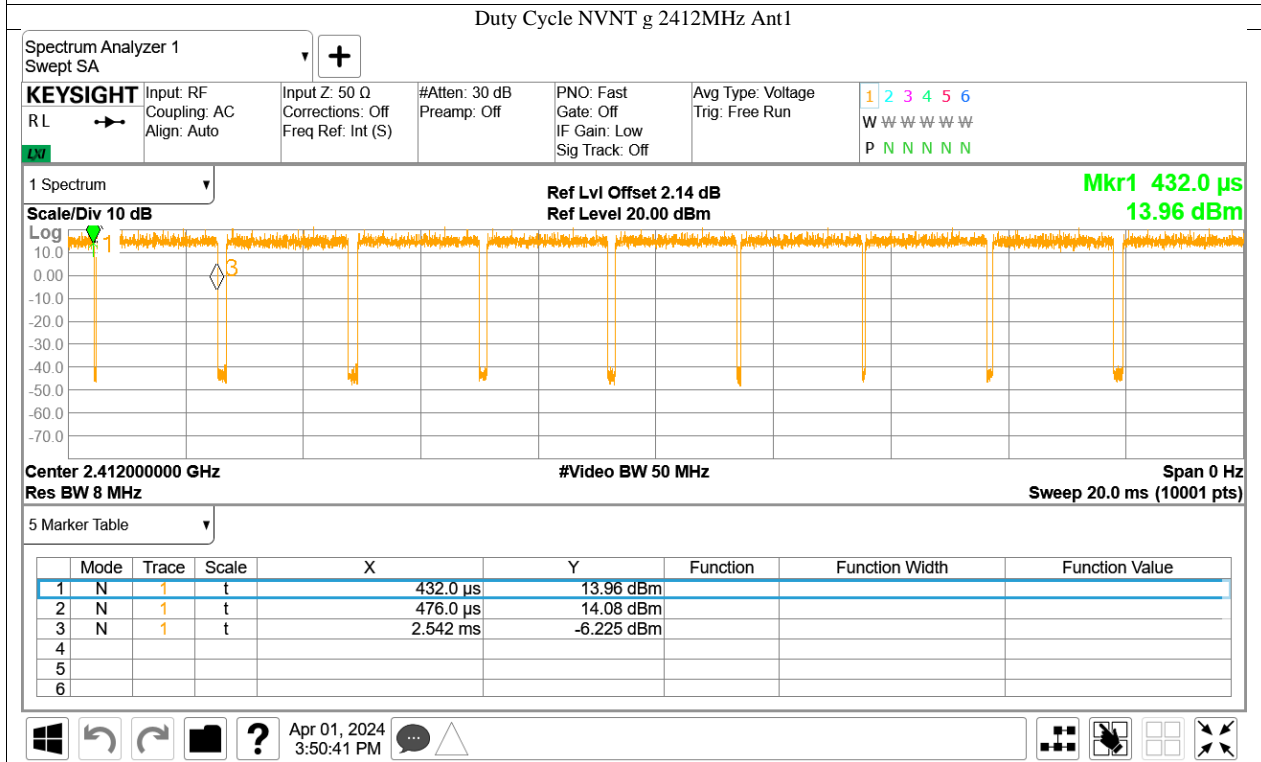 Duty Cycle NVNT g 2412MHz Ant1
Spectrum Analyzer 1
Swept SA
KEYSIGHT
R L
LXI
Input: RF
Coupling: AC
Align: Auto
Input Z: 50 Ω
Corrections: Off
Freq Ref: Int (S)
#Atten: 30 dB
Preamp: Off
PNO: Fast
Gate: Off
IF Gain: Low
Sig Track: Off
Avg Type: Voltage
Trig: Free Run
1 2 3 4 5 6
W W W W W W
P N N N N N
1 Spectrum
Scale/Div 10 dB
Ref Lvl Offset 2.14 dB
Ref Level 20.00 dBm
Mkr1 432.0 µs
13.96 dBm
Log
1
3
10.0
0.00
-10.0
-20.0
-30.0
-40.0
-50.0
-60.0
-70.0
Center 2.412000000 GHz #Video BW 50 MHz Span 0 Hz
Res BW 8 MHz Sweep 20.0 ms (10001 pts)
5 Marker Table
Mode Trace Scale X Y Function Function Width Function Value
1 N 1 t 432.0 µs 13.96 dBm
2 N 1 t 476.0 µs 14.08 dBm
3 N 1 t 2.542 ms -6.225 dBm
4
5
6
?
Apr 01, 2024
3:50:41 PM